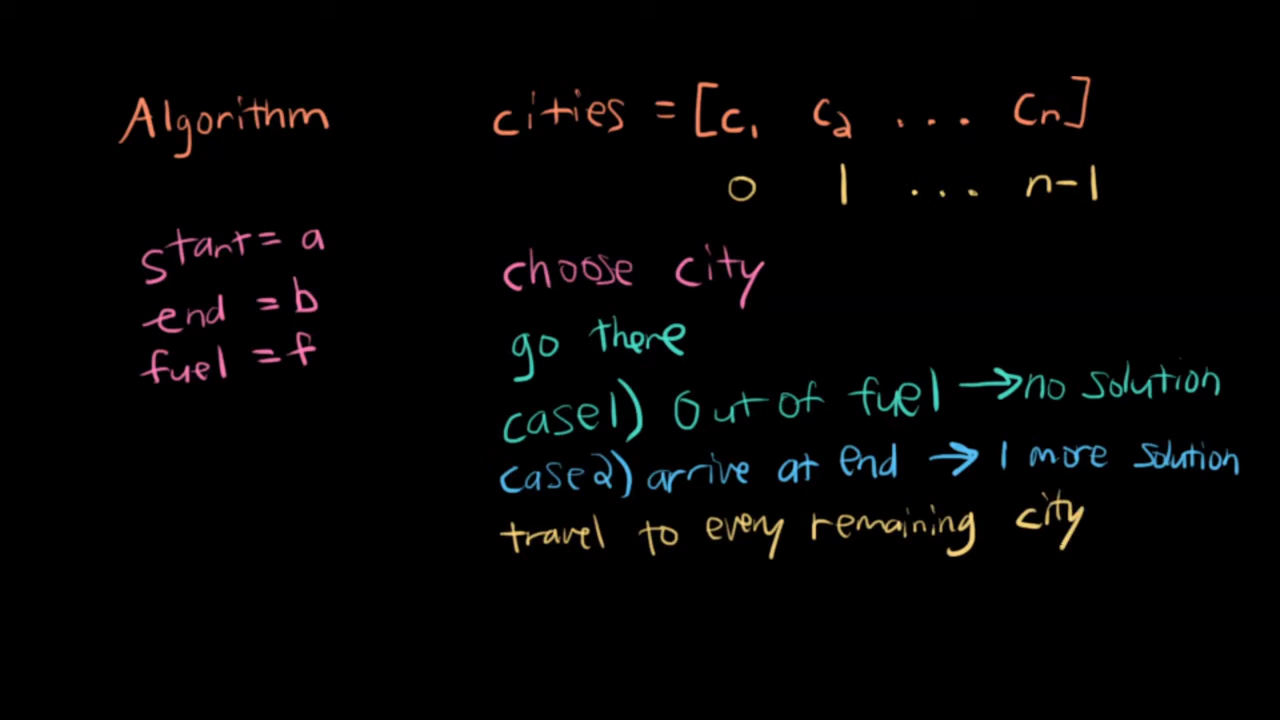 Algorithm
cities = [c₁ c₂ ... cn]
0 1 ... n-1
start = a
end = b
fuel = f
choose city
go there
case1) Out of fuel → no solution
case2) arrive at end → 1 more solution
travel to every remaining city